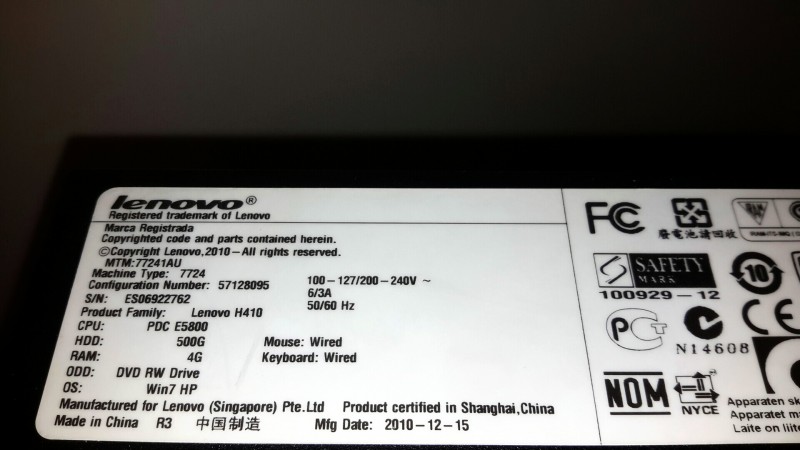 lenovo®
Registered trademark of Lenovo
Marca Registrada
Copyrighted code and parts contained herein.
©Copyright Lenovo,2010—All rights reserved.
MTM:77241AU
Machine Type: 7724
Configuration Number: 57128095
S/N: ES06922762
Product Family: Lenovo H410
CPU: PDC E5800
HDD: 500G
RAM: 4G
ODD: DVD RW Drive
OS: Win7 HP
100-127/200-240V ~
6/3A
50/60 Hz
Mouse: Wired
Keyboard: Wired
Manufactured for Lenovo (Singapore) Pte.Ltd Product certified in Shanghai,China
Made in China R3 中国制造 Mfg Date: 2010-12-15
FC
廢電池請回收
SAFETY
MARK
100929-12
10
CE
N14608
NOM
NYCE
Apparaten sk
Apparatet m
Laite on liite